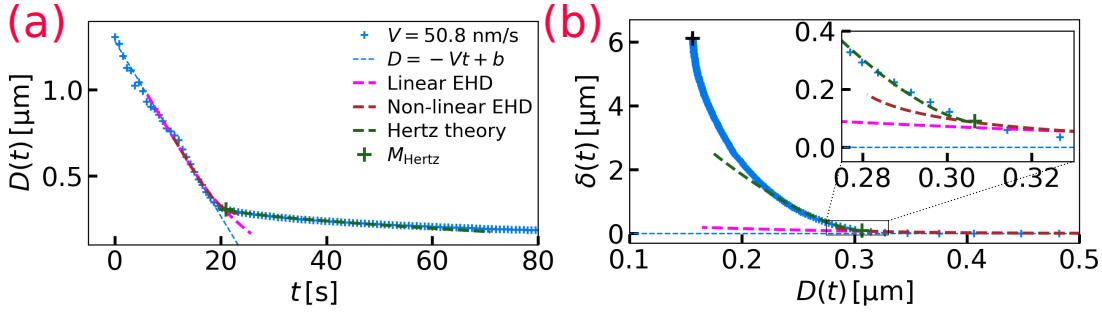 (a)
D(t) [μm]
1.0
0.5
0
20
40
60
80
t [s]
V = 50.8 nm/s
D = −Vt + b
Linear EHD
Non-linear EHD
Hertz theory
M_Hertz
(b)
δ(t) [μm]
6
4
2
0
0.1
0.2
0.3
0.4
0.5
D(t) [μm]
0.4
0.2
0.0
0.28
0.30
0.32